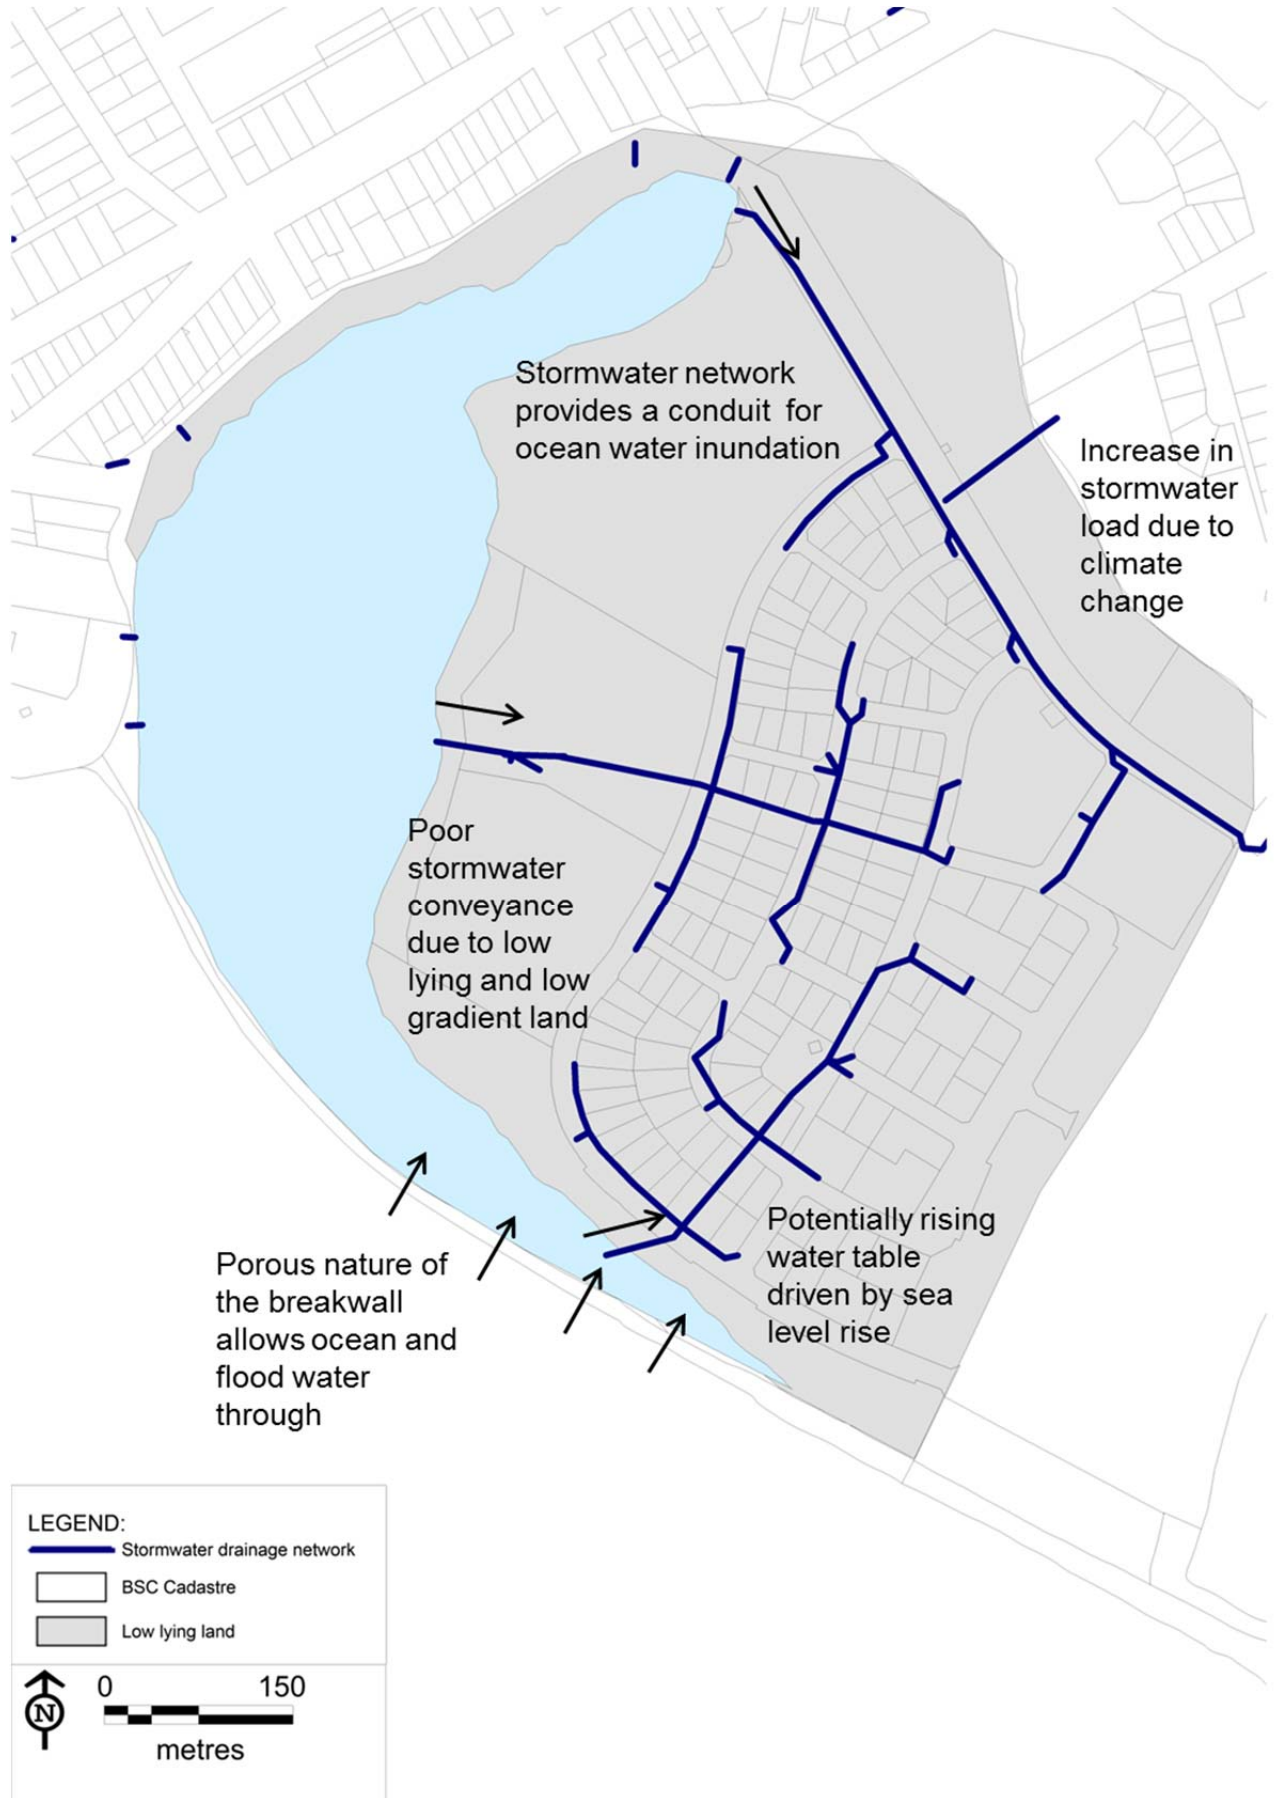 Stormwater network
provides a conduit for
ocean water inundation
Increase in
stormwater
load due to
climate
change
Poor
stormwater
conveyance
due to low
lying and low
gradient land
Potentially rising
water table
driven by sea
level rise
Porous nature of
the breakwall
allows ocean and
flood water
through
LEGEND:
Stormwater drainage network
BSC Cadastre
Low lying land
N
0 150
metres